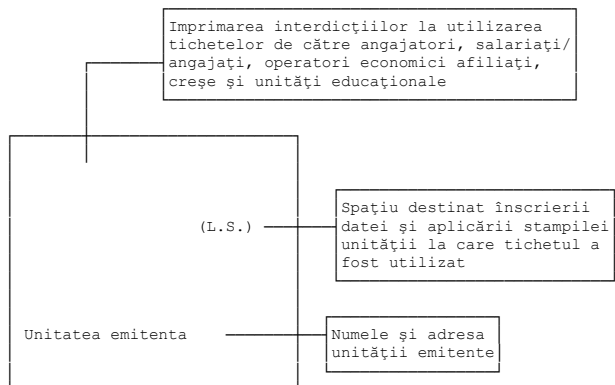 Imprimarea interdicţiilor la utilizarea
tichetelor de către angajatori, salariaţi/
angajaţi, operatori economici afiliaţi,
creşe şi unităţi educaţionale
(L.S.)
Spaţiu destinat înscrierii
datei şi aplicării stampilei
unităţii la care tichetul a
fost utilizat
Unitatea emitenta
Numele şi adresa
unităţii emitente